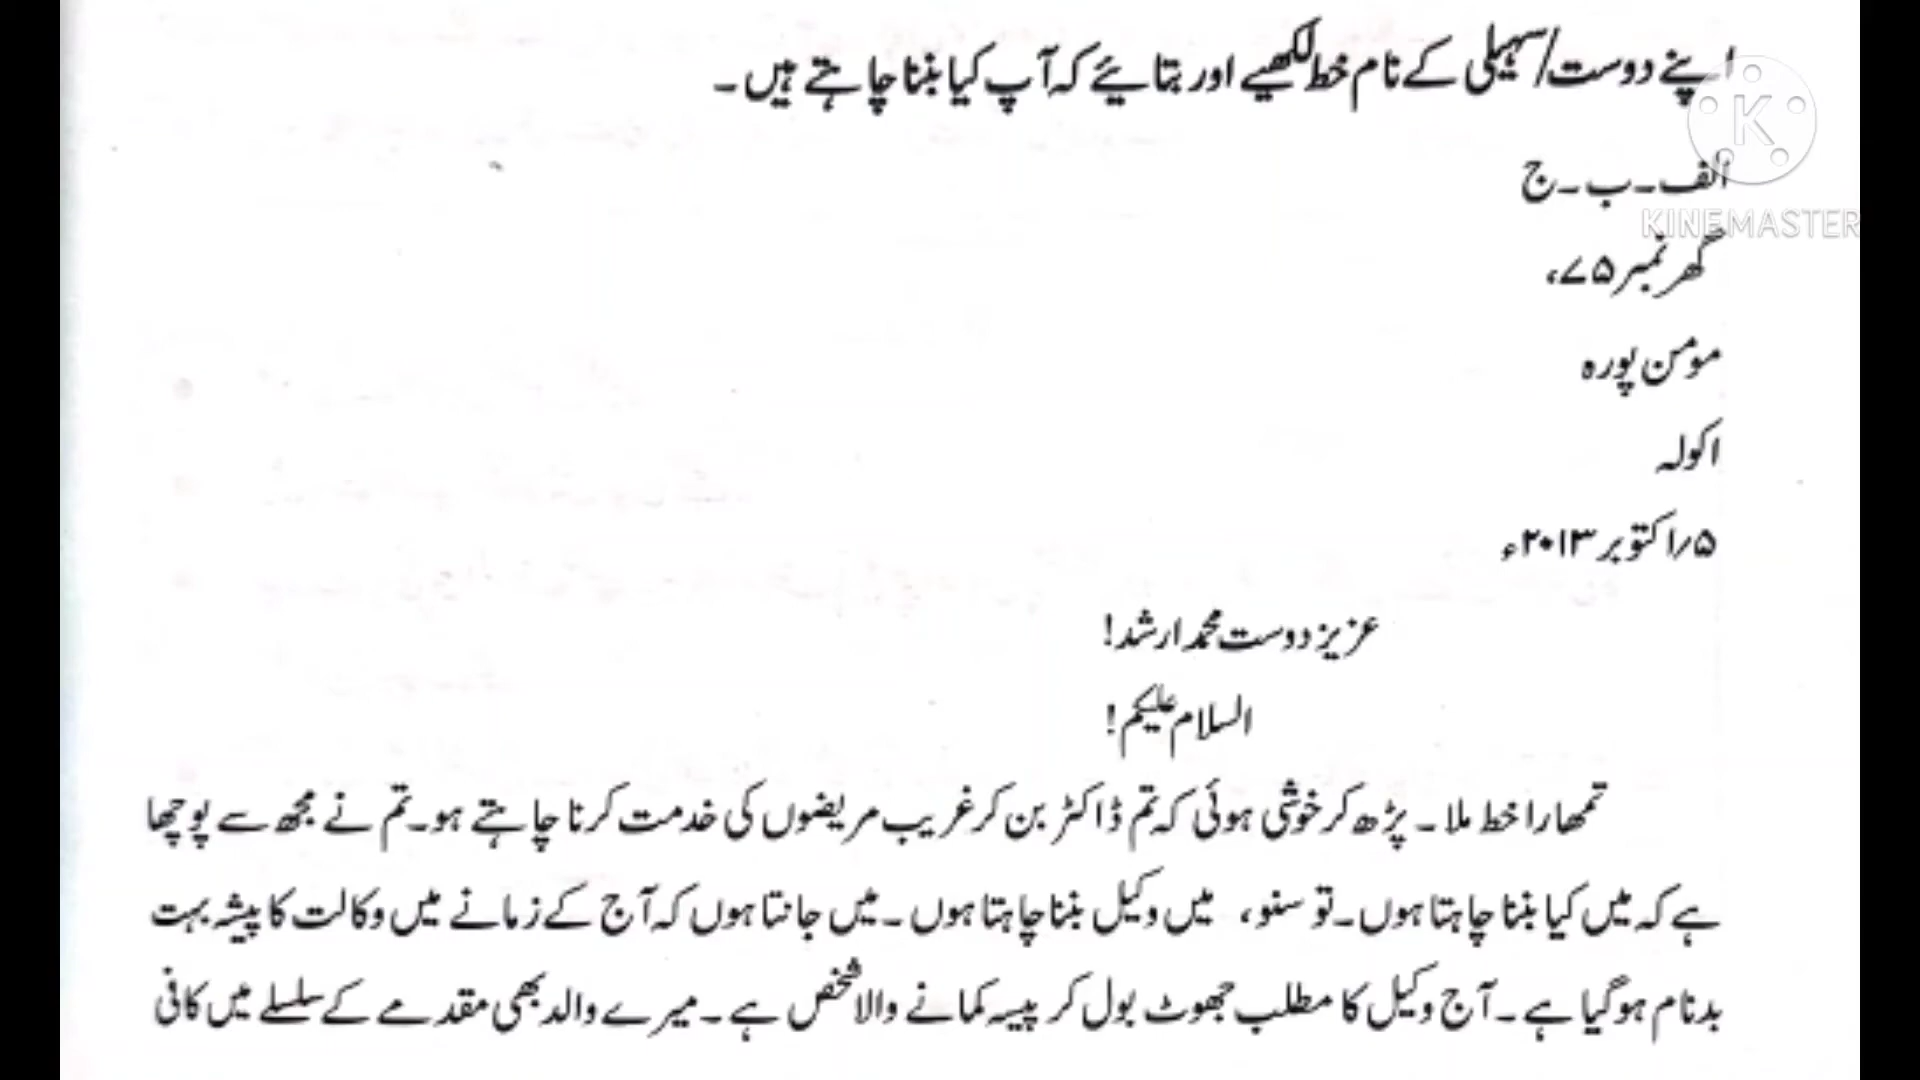 اپنے دوست/سہیلی کے نام خط لکھیے اور بتائیے کہ آپ کیا بننا چاہتے ہیں۔
الف۔ب۔ج
KINEMASTER
گھر نمبر ۷۵،
مومن پورہ
اکولہ
۵/اکتوبر ۲۰۱۳ء
عزیز دوست محمد ارشد!
السلام علیکم!
تمھارا خط ملا۔ پڑھ کر خوشی ہوئی کہ تم ڈاکٹر بن کر غریب مریضوں کی خدمت کرنا چاہتے ہو۔ تم نے مجھ سے پوچھا
ہے کہ میں کیا بننا چاہتا ہوں۔ تو سنو، میں وکیل بننا چاہتا ہوں۔ میں جانتا ہوں کہ آج کے زمانے میں وکالت کا پیشہ بہت
بدنام ہوگیا ہے۔ آج وکیل کا مطلب جھوٹ بول کر پیسہ کمانے والا شخص ہے۔ میرے والد بھی مقدمے کے سلسلے میں کافی